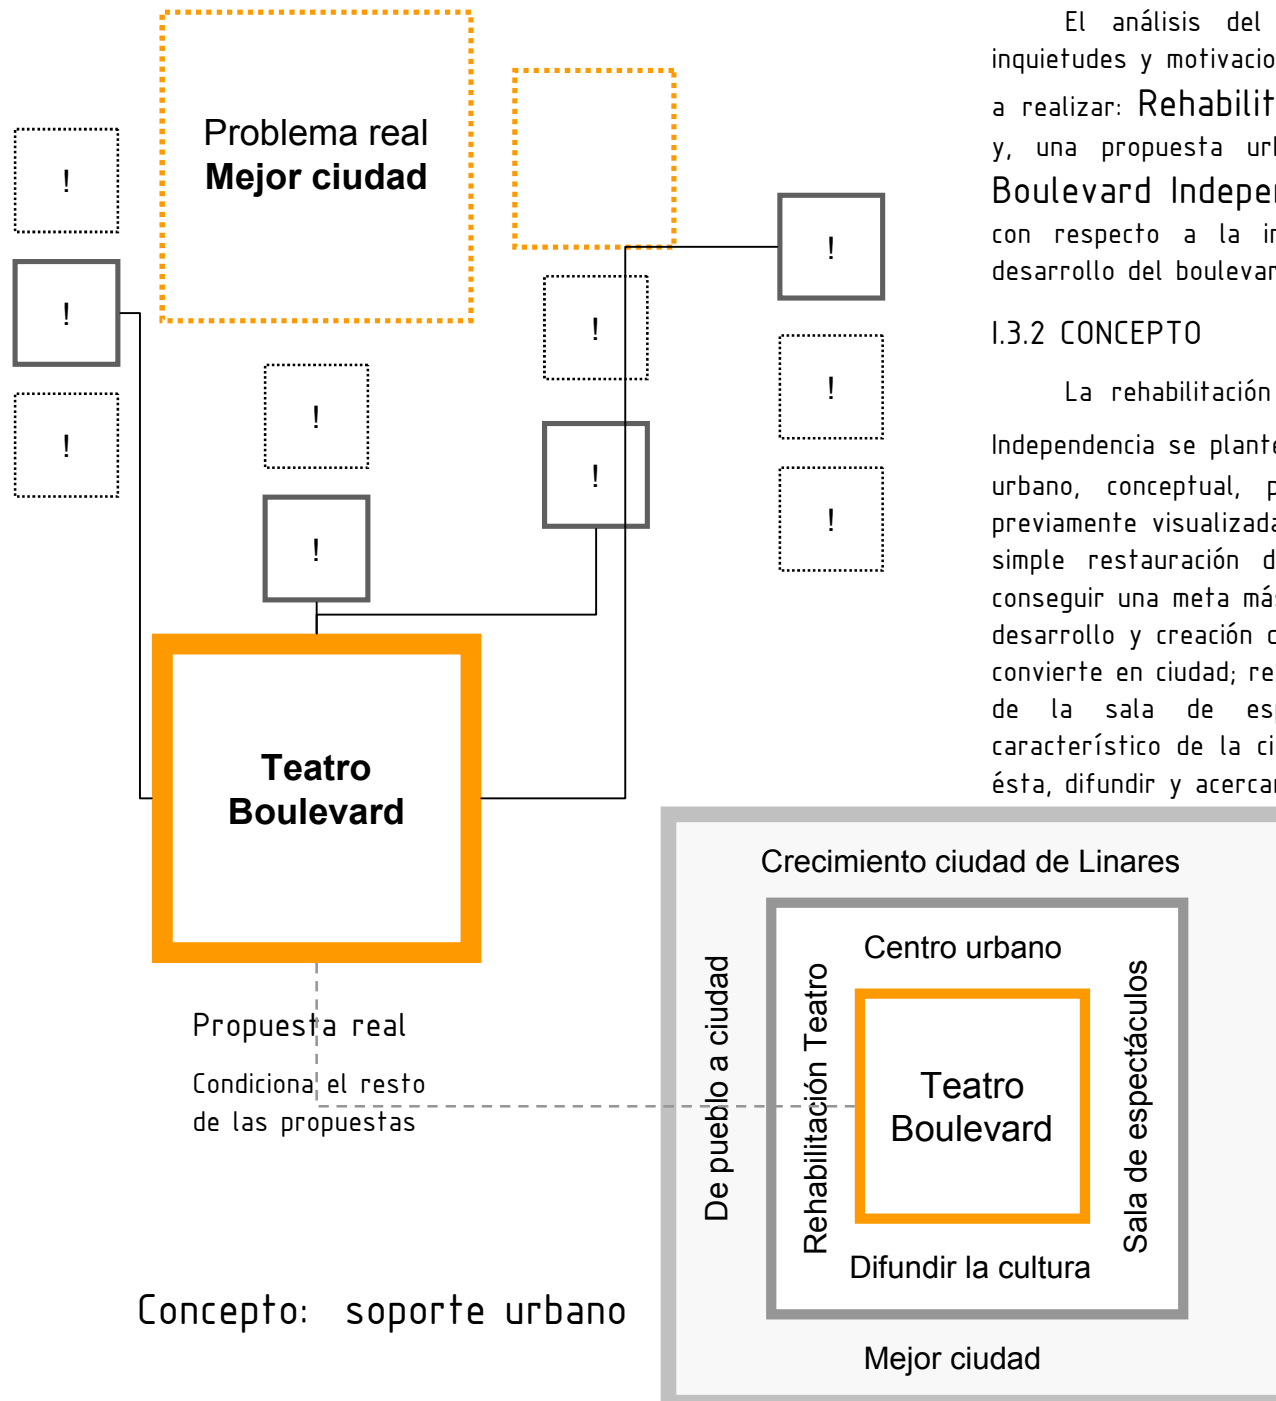 Problema real
Mejor ciudad
!
!
!
!
!
!
!
!
!
!
Teatro
Boulevard
Propuesta real
Condiciona el resto
de las propuestas
Concepto: soporte urbano
El análisis del
inquietudes y motivacio
a realizar: Rehabilit
y, una propuesta url
Boulevard Indepe
con respecto a la i
desarrollo del boulevar
I.3.2 CONCEPTO
La rehabilitación
Independencia se plante
urbano, conceptual, p
previamente visualizada
simple restauración d
conseguir una meta más
desarrollo y creación c
convierte en ciudad; re
de la sala de esp
característico de la ci
ésta, difundir y acercar
Crecimiento ciudad de Linares
De pueblo a ciudad
Centro urbano
Rehabilitación Teatro
Teatro
Boulevard
Sala de espectáculos
Difundir la cultura
Mejor ciudad